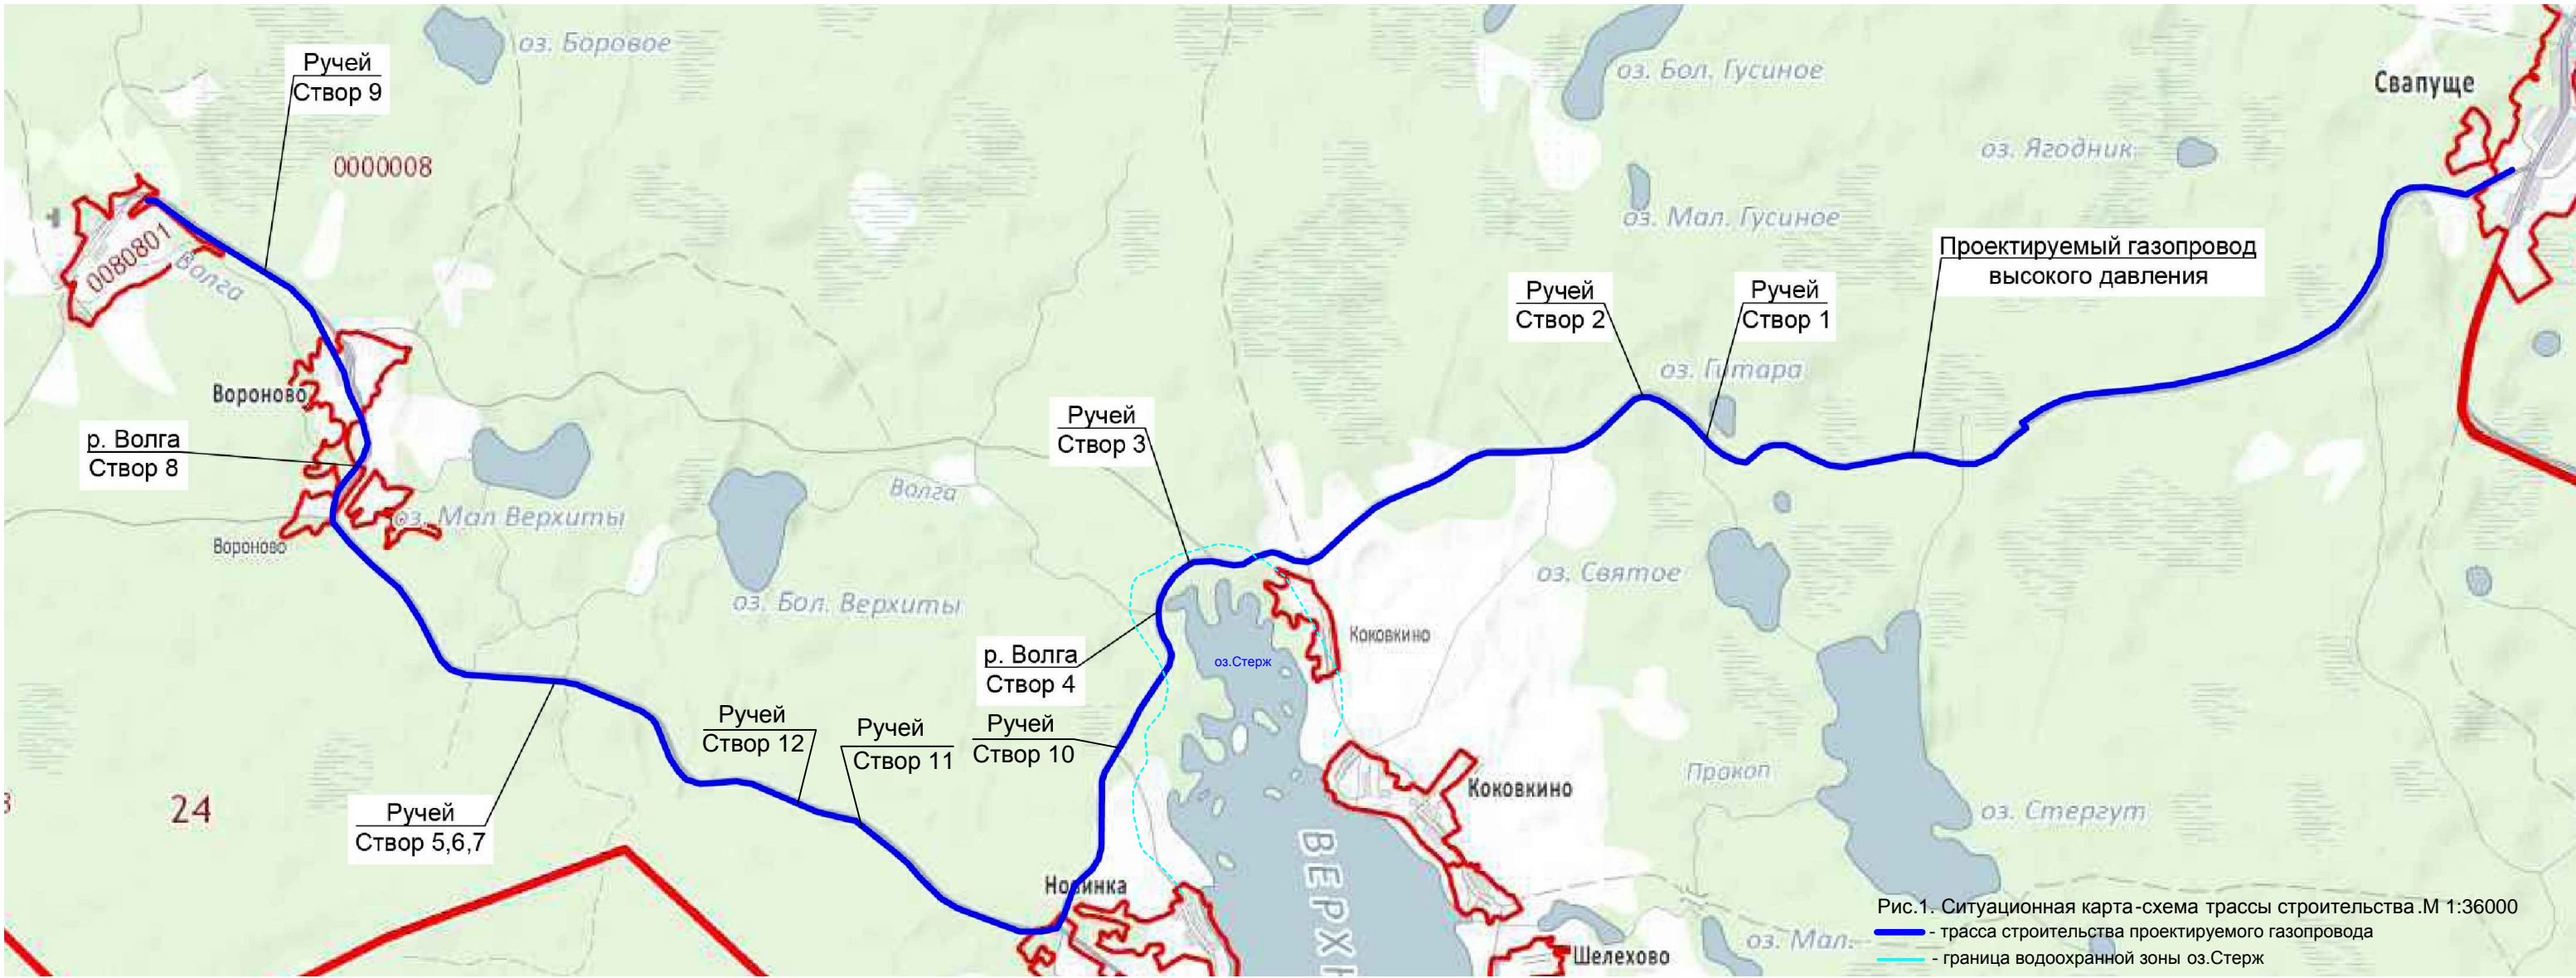 оз. Боровое
Ручей
Створ 9
0000008
0080801
Волга
оз. Бол. Гусиное
Свапуще
оз. Ягодник
оз. Мал. Гусиное
Проектируемый газопровод
высокого давления
Ручей
Створ 2
Ручей
Створ 1
оз. Гитара
Вороново
р. Волга
Створ 8
Ручей
Створ 3
Волга
оз. Мал Верхиты
Вороново
оз. Бол. Верхиты
оз. Святое
Коковкино
р. Волга
Створ 4
оз.Стерж
Ручей
Створ 12
Ручей
Створ 11
Ручей
Створ 10
Прокоп
Коковкино
24
Ручей
Створ 5,6,7
оз. Стергут
Новинка
ВЕРХ
оз. Мал.
Шелехово
Рис.1. Ситуационная карта-схема трассы строительства.М 1:36000
- трасса строительства проектируемого газопровода
- граница водоохранной зоны оз.Стерж